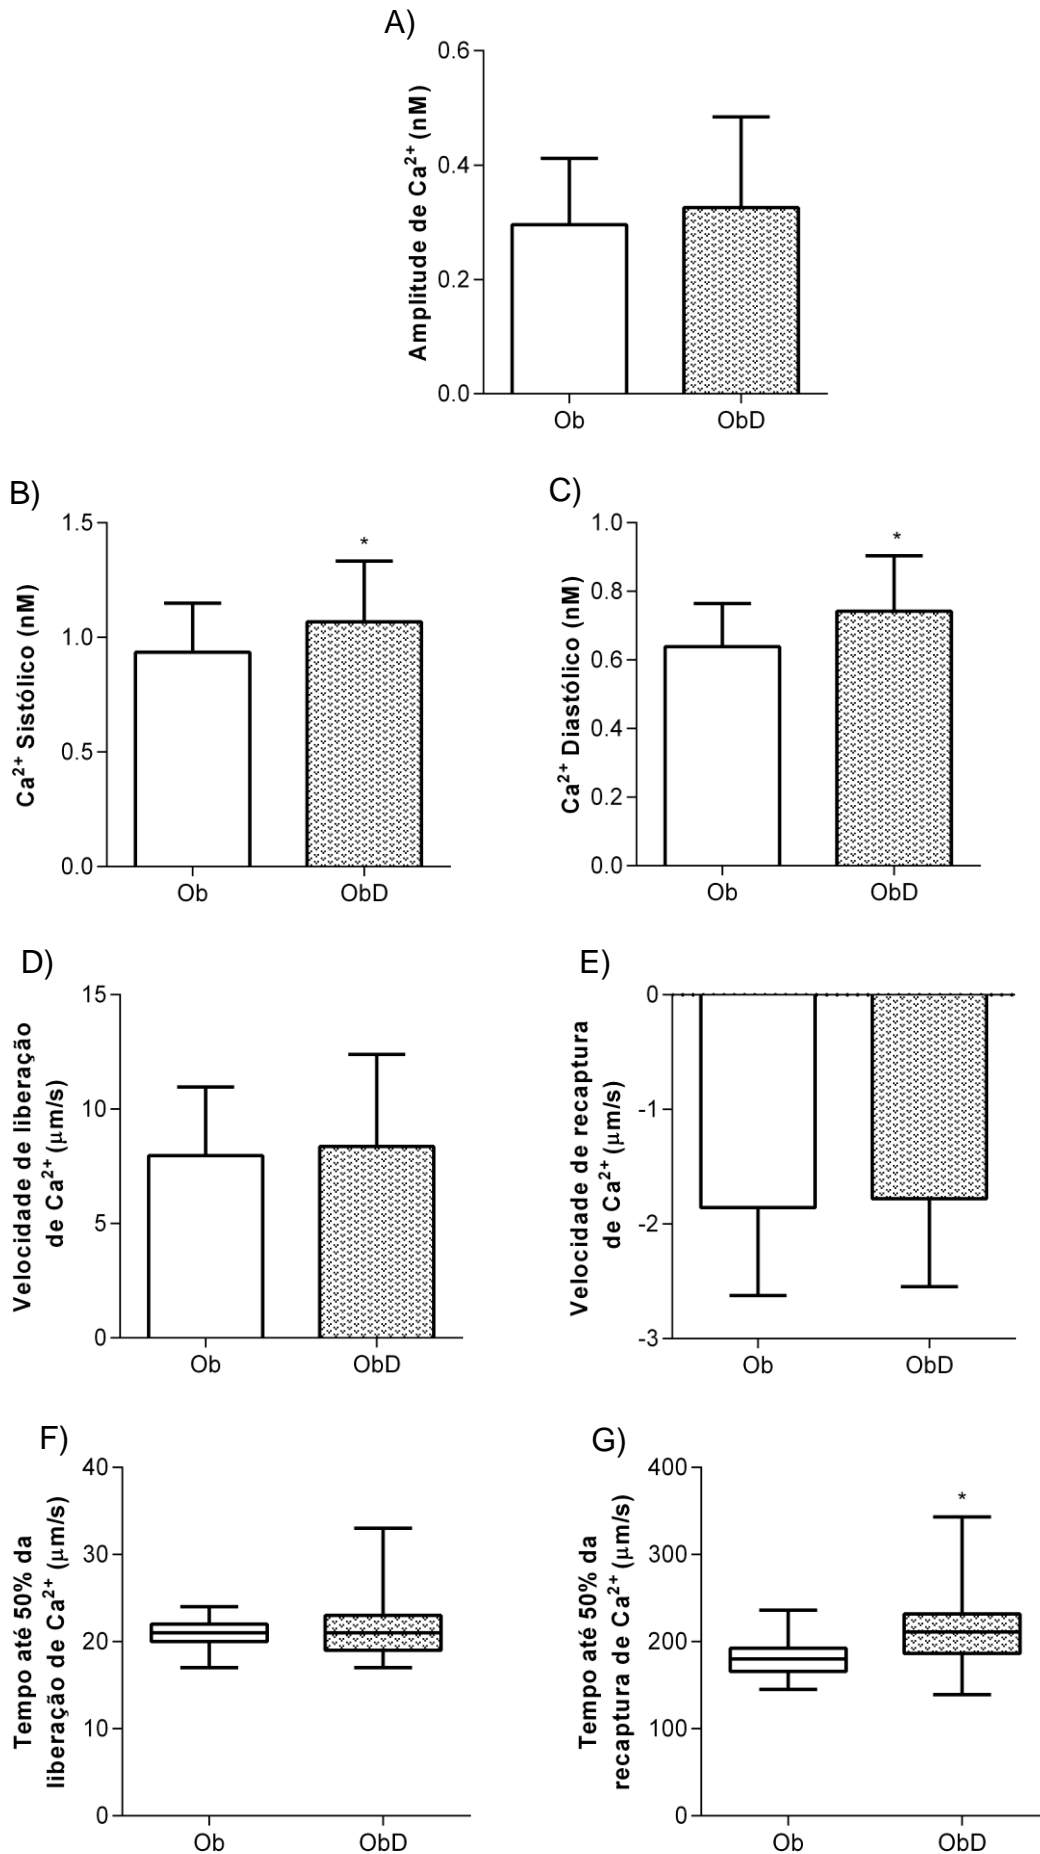 A)
Amplitude de Ca²⁺ (nM)
0.6
0.4
0.2
0.0
Ob ObD
B)
Ca²⁺ Sistólico (nM)
1.5
1.0
0.5
0.0
*
Ob ObD
C)
Ca²⁺ Diastólico (nM)
1.0
0.8
0.6
0.4
0.2
0.0
*
Ob ObD
D)
Velocidade de liberação
de Ca²⁺ (μm/s)
15
10
5
0
Ob ObD
E)
Velocidade de recaptura
de Ca²⁺ (μm/s)
0
-1
-2
-3
Ob ObD
F)
Tempo até 50% da
liberação de Ca²⁺ (μm/s)
40
30
20
10
0
Ob ObD
G)
Tempo até 50% da
recaptura de Ca²⁺ (μm/s)
400
300
200
100
0
*
Ob ObD